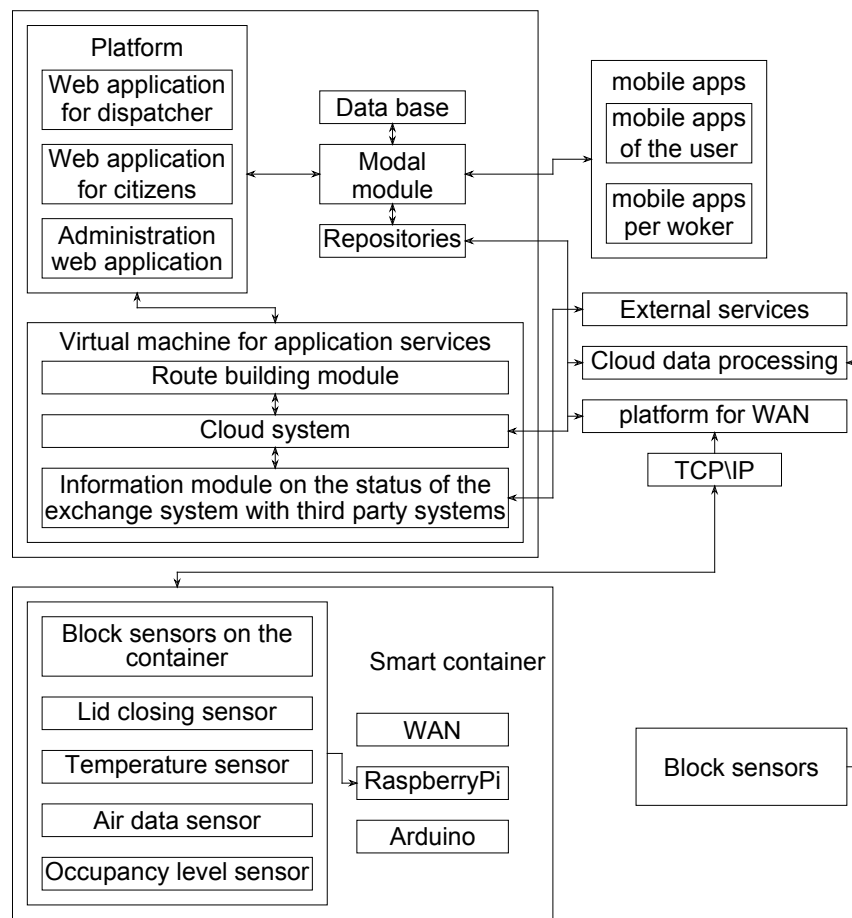 Platform
Web application
for dispatcher
Web application
for citizens
Administration
web application
Data base
Modal
module
Repositories
mobile apps
mobile apps
of the user
mobile apps
per woker
Virtual machine for application services
Route building module
Cloud system
Information module on the status of the
exchange system with third party systems
External services
Cloud data processing
platform for WAN
TCP\IP
Block sensors on the
container
Lid closing sensor
Temperature sensor
Air data sensor
Occupancy level sensor
Smart container
WAN
RaspberryPi
Arduino
Block sensors